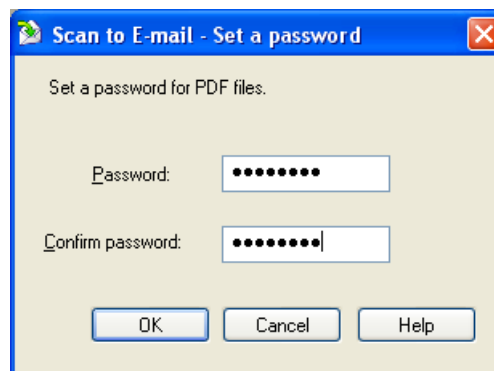 Scan to E-mail - Set a password
Set a password for PDF files.
Password: ●●●●●●●●
Confirm password: ●●●●●●●●
OK Cancel Help